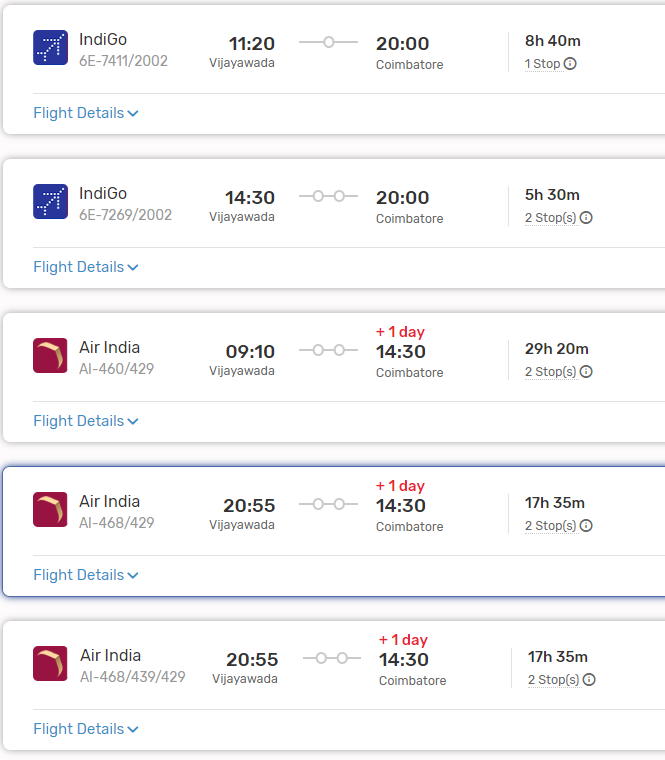 IndiGo
6E-7411/2002
11:20
Vijayawada
20:00
Coimbatore
8h 40m
1 Stop
Flight Details
IndiGo
6E-7269/2002
14:30
Vijayawada
20:00
Coimbatore
5h 30m
2 Stop(s)
Flight Details
Air India
AI-460/429
09:10
Vijayawada
+ 1 day
14:30
Coimbatore
29h 20m
2 Stop(s)
Flight Details
Air India
AI-468/429
20:55
Vijayawada
+ 1 day
14:30
Coimbatore
17h 35m
2 Stop(s)
Flight Details
Air India
AI-468/439/429
20:55
Vijayawada
+ 1 day
14:30
Coimbatore
17h 35m
2 Stop(s)
Flight Details